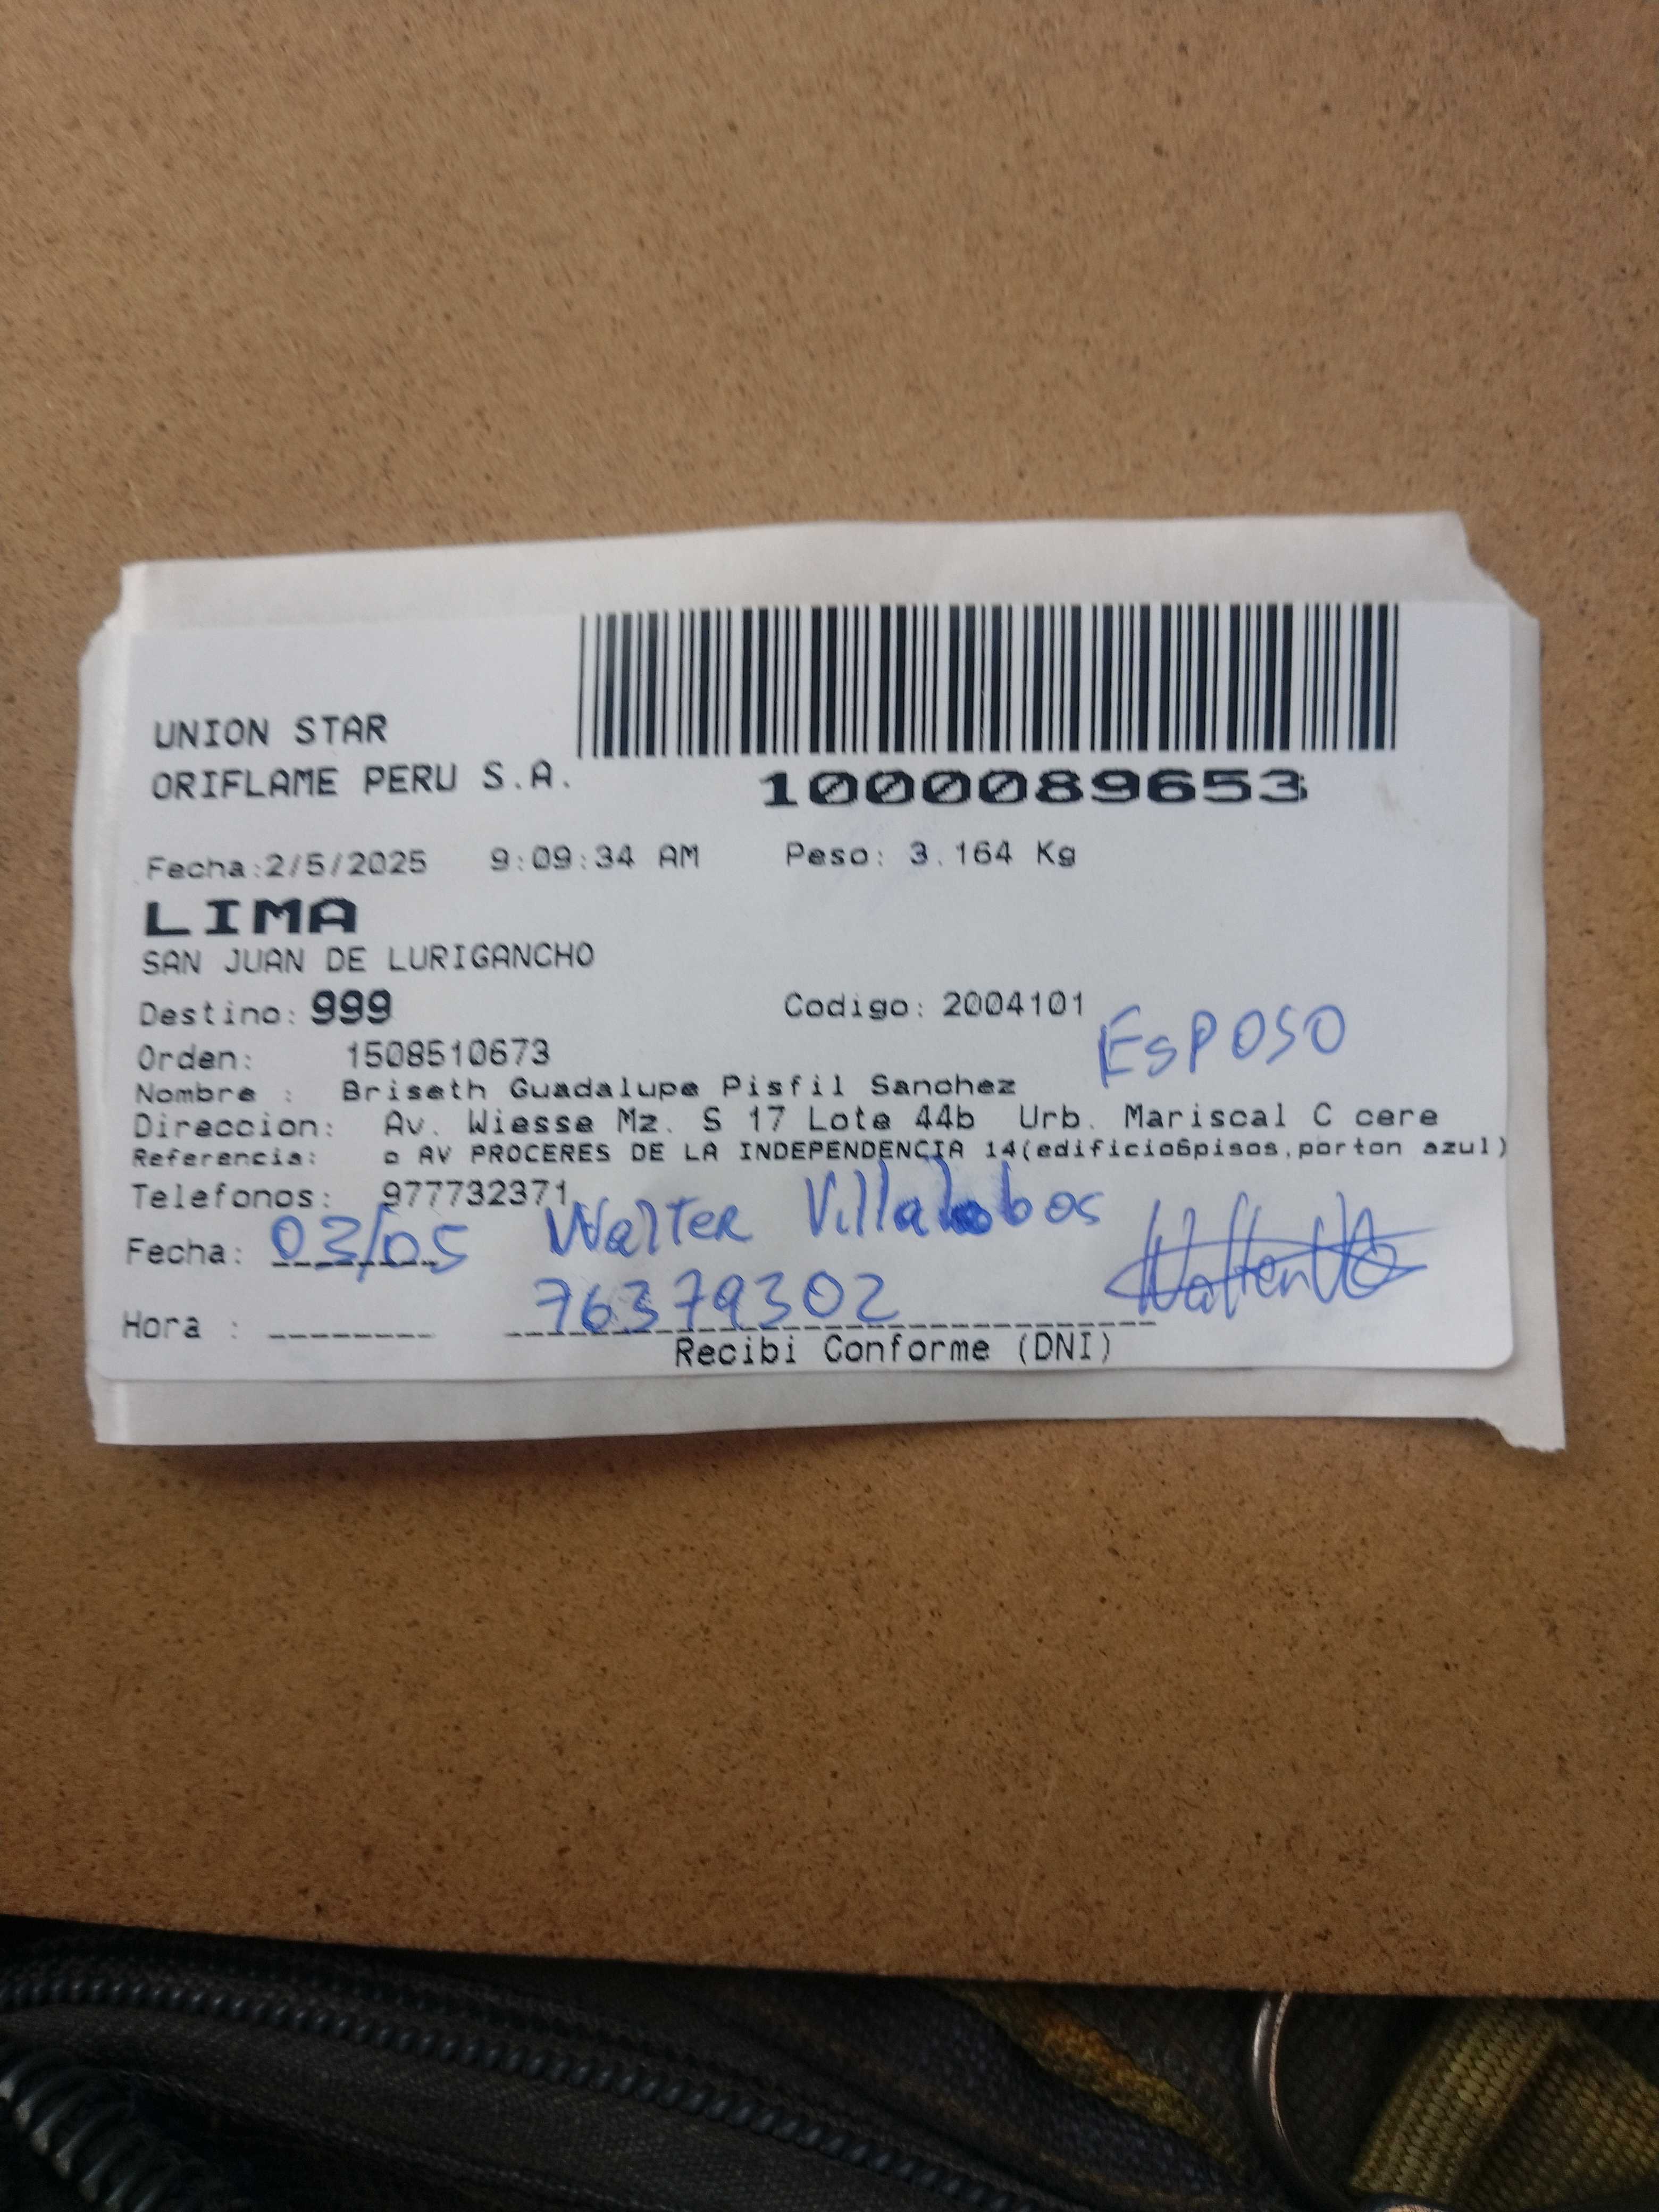 UNION STAR
ORIFLAME PERU S.A.
1000089653
Fecha:2/5/2025 9:09:34 AM Peso: 3.164 Kg
LIMA
SAN JUAN DE LURIGANCHO
Destino: 999 Codigo: 2004101
ESPOSO
Orden: 1508510673
Nombre : Briseth Guadalupe Pisfil Sanchez
Direccion: Av. Wiesse Mz. S 17 Lote 44b Urb. Mariscal C cere
Referencia: o AV PROCERES DE LA INDEPENDENCIA 14(edificio6pisos,porton azul)
Telefonos: 977732371
Fecha: 03/05 Walter Villalobos
Hora : 76379302
Recibi Conforme (DNI)